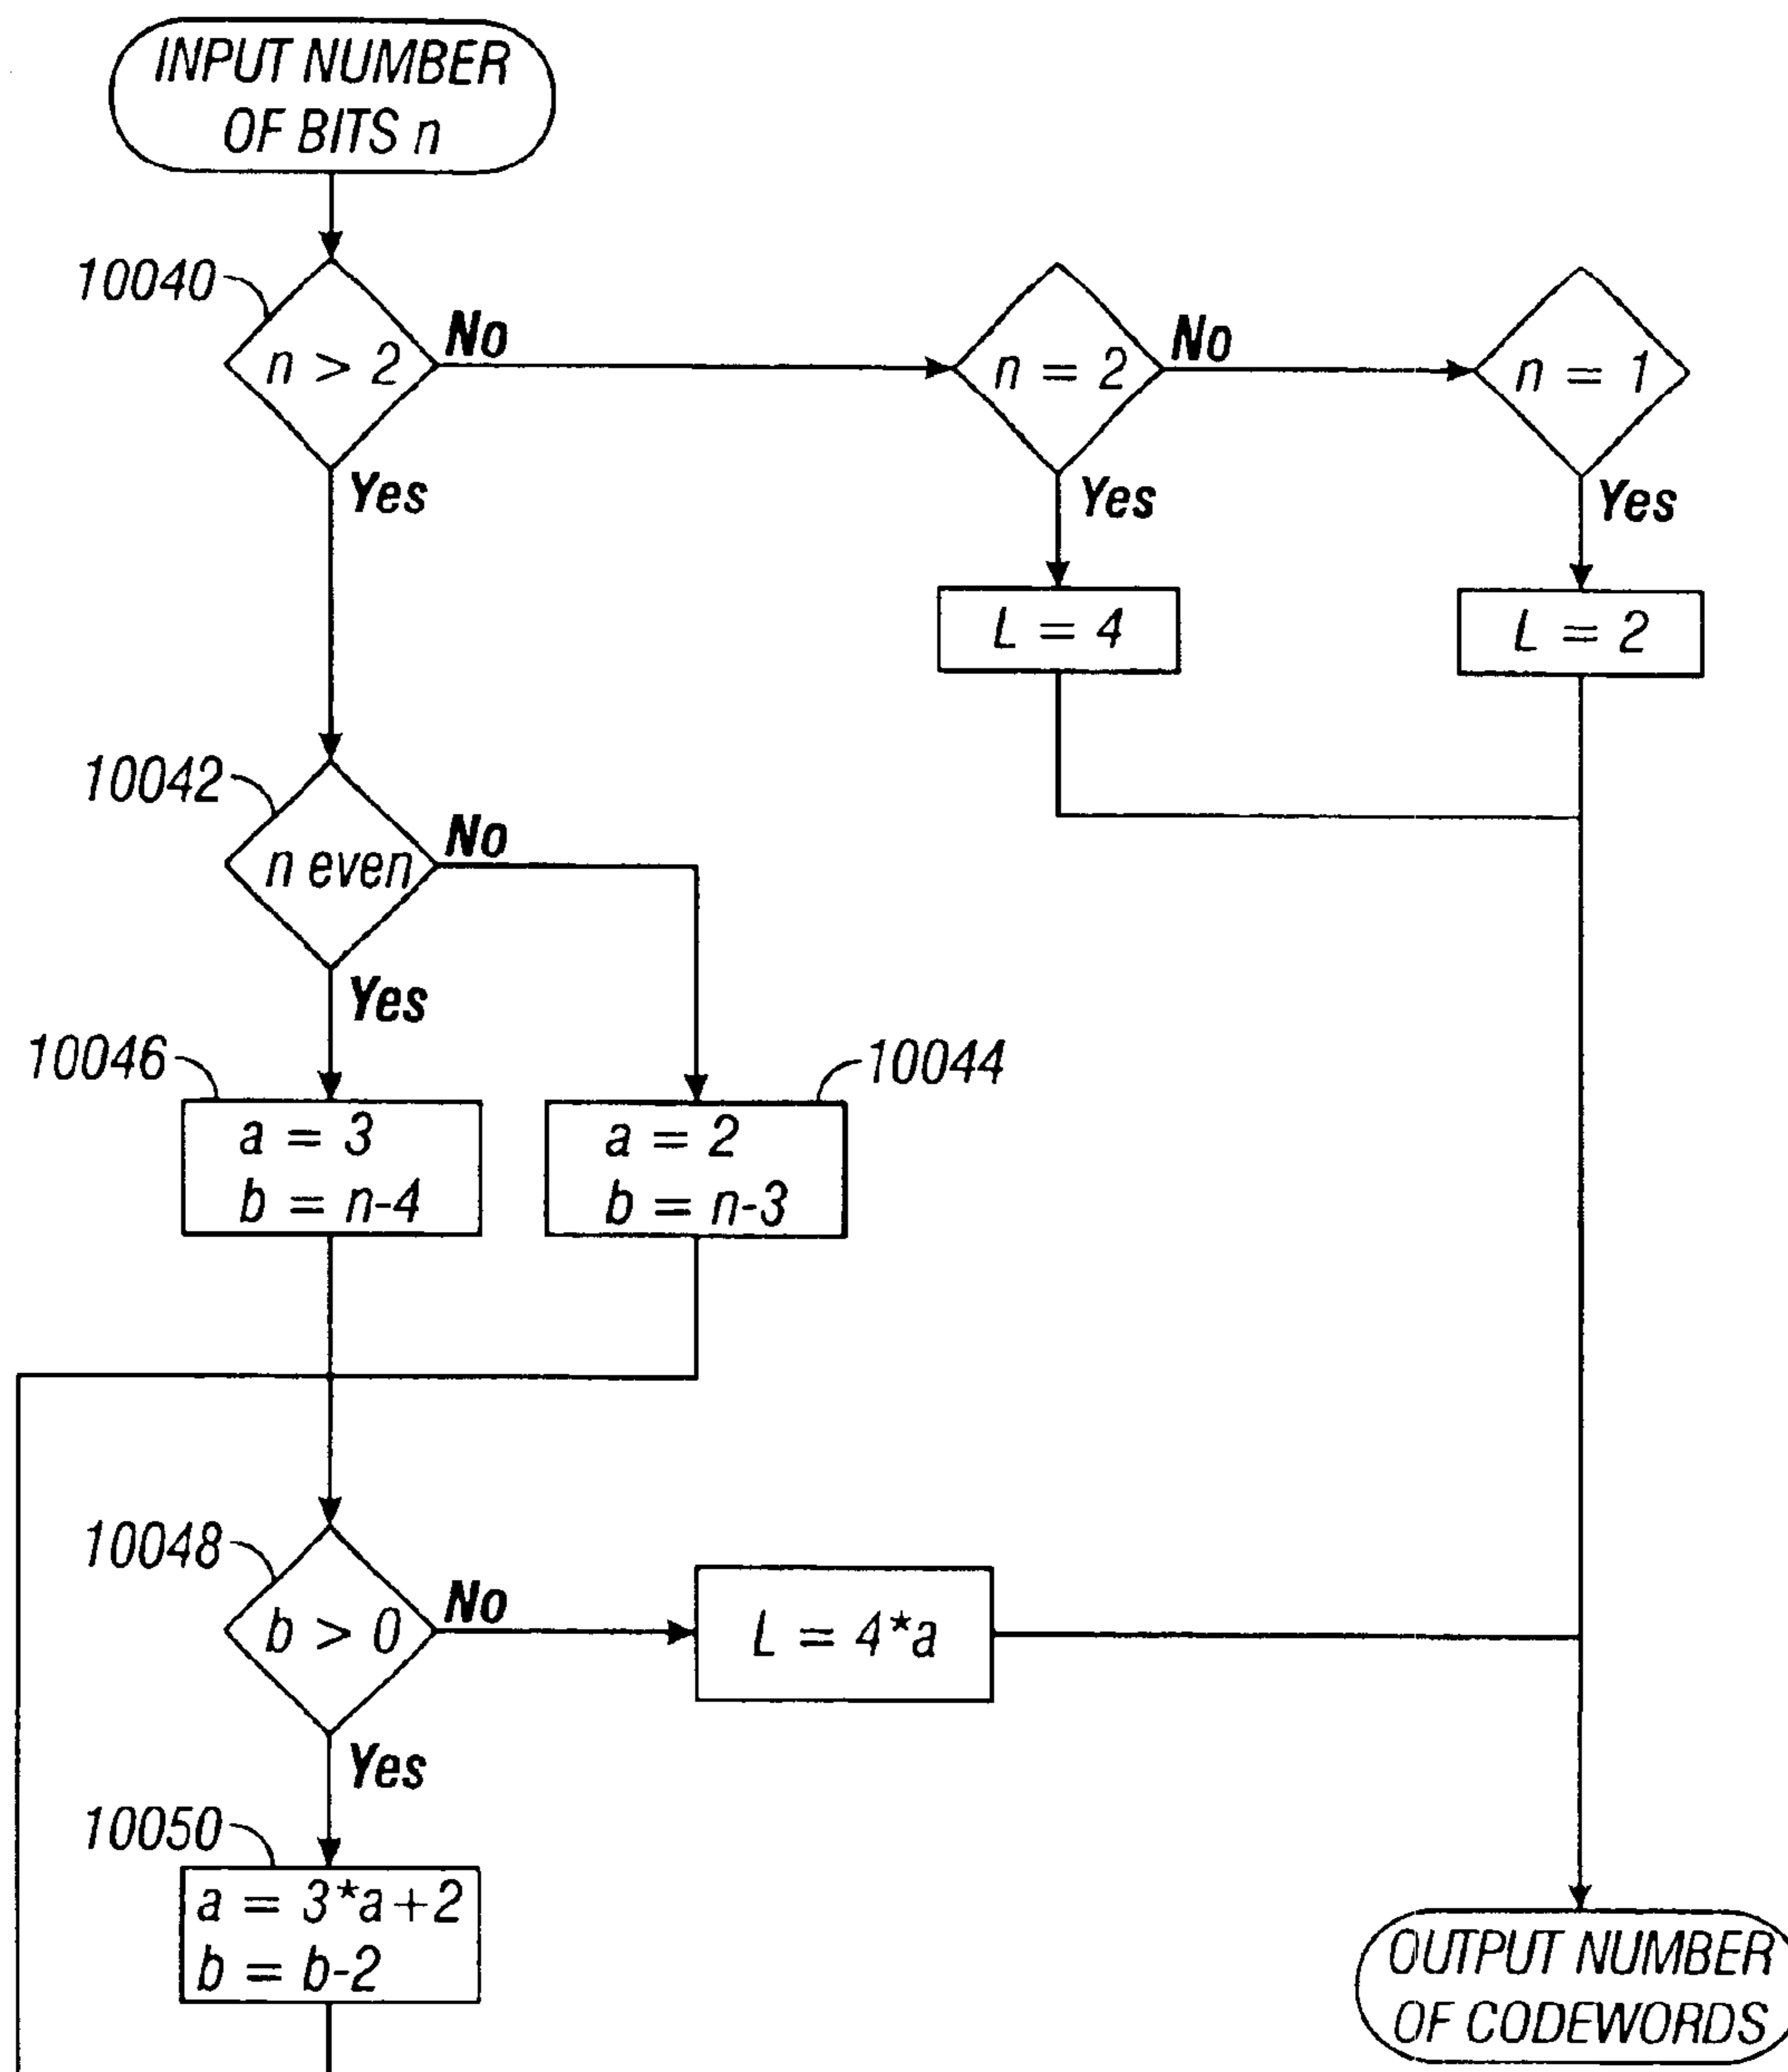 INPUT NUMBER
OF BITS n
10040
n > 2
No
n = 2
No
n = 1
Yes
Yes
Yes
L = 4
L = 2
10042
n even
No
Yes
10046
10044
a = 3
b = n-4
a = 2
b = n-3
10048
b > 0
No
L = 4*a
Yes
10050
a = 3*a+2
b = b-2
OUTPUT NUMBER
OF CODEWORDS